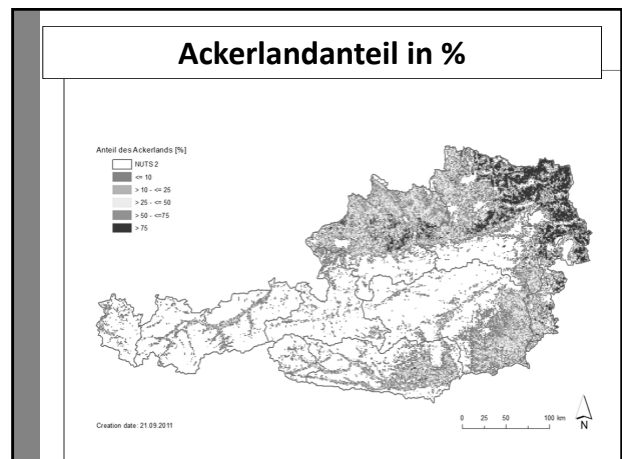 Ackerlandanteil in %
Anteil des Ackerlands [%]
NUTS 2
<= 10
> 10 - <= 25
> 25 - <= 50
> 50 - <=75
> 75
Creation date: 21.09.2011
0 25 50 100 km
N